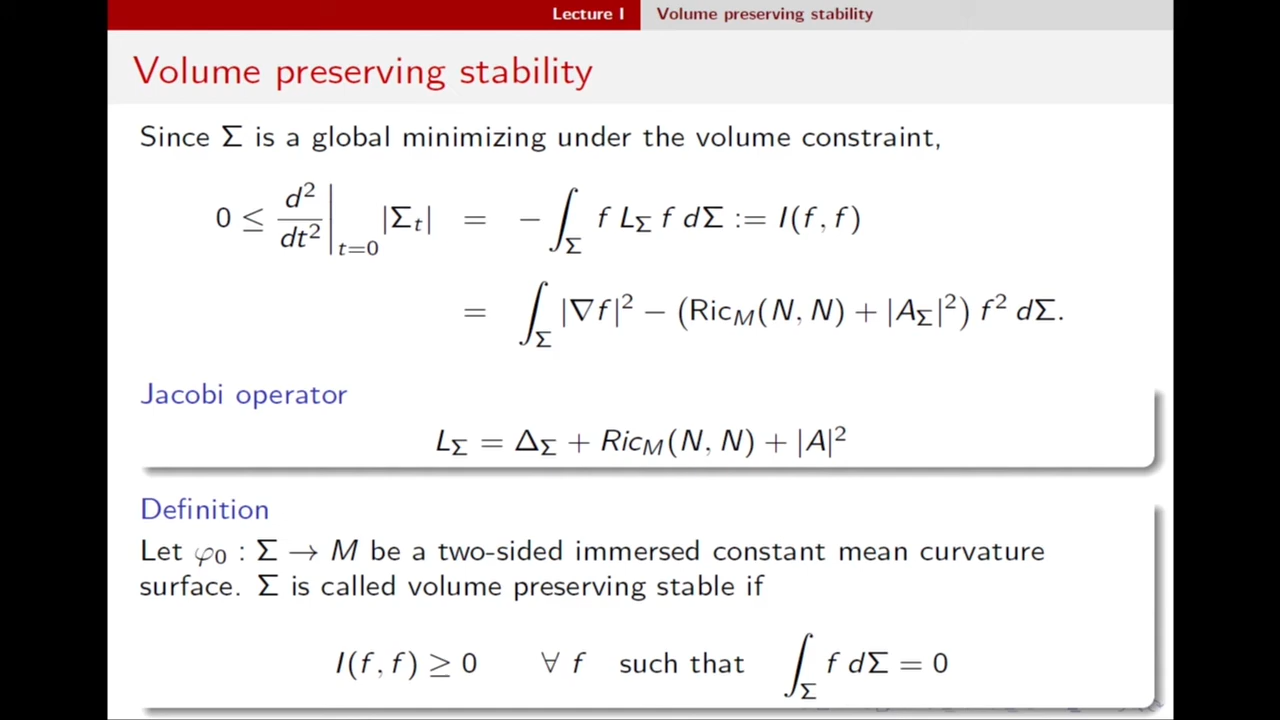 Lecture I Volume preserving stability
Volume preserving stability
Since Σ is a global minimizing under the volume constraint,
0 ≤ d²/dt² |_{t=0} |Σ_t| = − ∫_Σ f L_Σ f dΣ := I(f, f)
= ∫_Σ |∇f|² − (Ric_M(N, N) + |A_Σ|²) f² dΣ.
Jacobi operator
L_Σ = Δ_Σ + Ric_M(N, N) + |A|²
Definition
Let φ₀ : Σ → M be a two-sided immersed constant mean curvature
surface. Σ is called volume preserving stable if
I(f, f) ≥ 0 ∀ f such that ∫_Σ f dΣ = 0